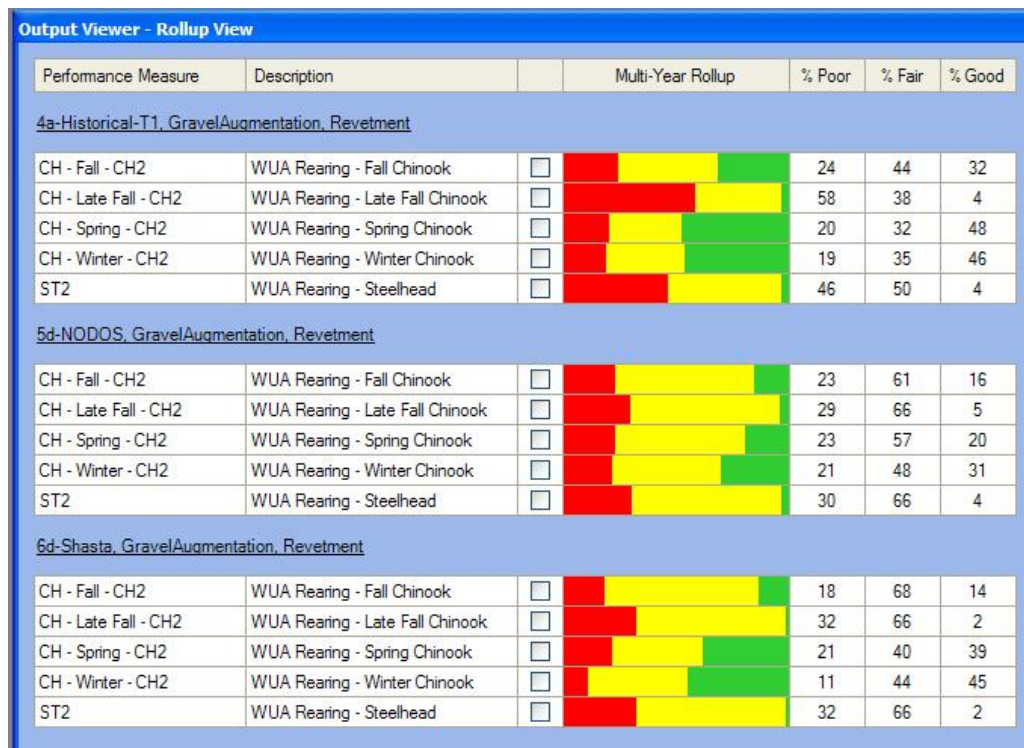 Output Viewer - Rollup View
Performance Measure Description Multi-Year Rollup % Poor % Fair % Good
4a-Historical-T1, GravelAugmentation, Revetment
CH - Fall - CH2 WUA Rearing - Fall Chinook 24 44 32
CH - Late Fall - CH2 WUA Rearing - Late Fall Chinook 58 38 4
CH - Spring - CH2 WUA Rearing - Spring Chinook 20 32 48
CH - Winter - CH2 WUA Rearing - Winter Chinook 19 35 46
ST2 WUA Rearing - Steelhead 46 50 4
5d-NODOS, GravelAugmentation, Revetment
CH - Fall - CH2 WUA Rearing - Fall Chinook 23 61 16
CH - Late Fall - CH2 WUA Rearing - Late Fall Chinook 29 66 5
CH - Spring - CH2 WUA Rearing - Spring Chinook 23 57 20
CH - Winter - CH2 WUA Rearing - Winter Chinook 21 48 31
ST2 WUA Rearing - Steelhead 30 66 4
6d-Shasta, GravelAugmentation, Revetment
CH - Fall - CH2 WUA Rearing - Fall Chinook 18 68 14
CH - Late Fall - CH2 WUA Rearing - Late Fall Chinook 32 66 2
CH - Spring - CH2 WUA Rearing - Spring Chinook 21 40 39
CH - Winter - CH2 WUA Rearing - Winter Chinook 11 44 45
ST2 WUA Rearing - Steelhead 32 66 2